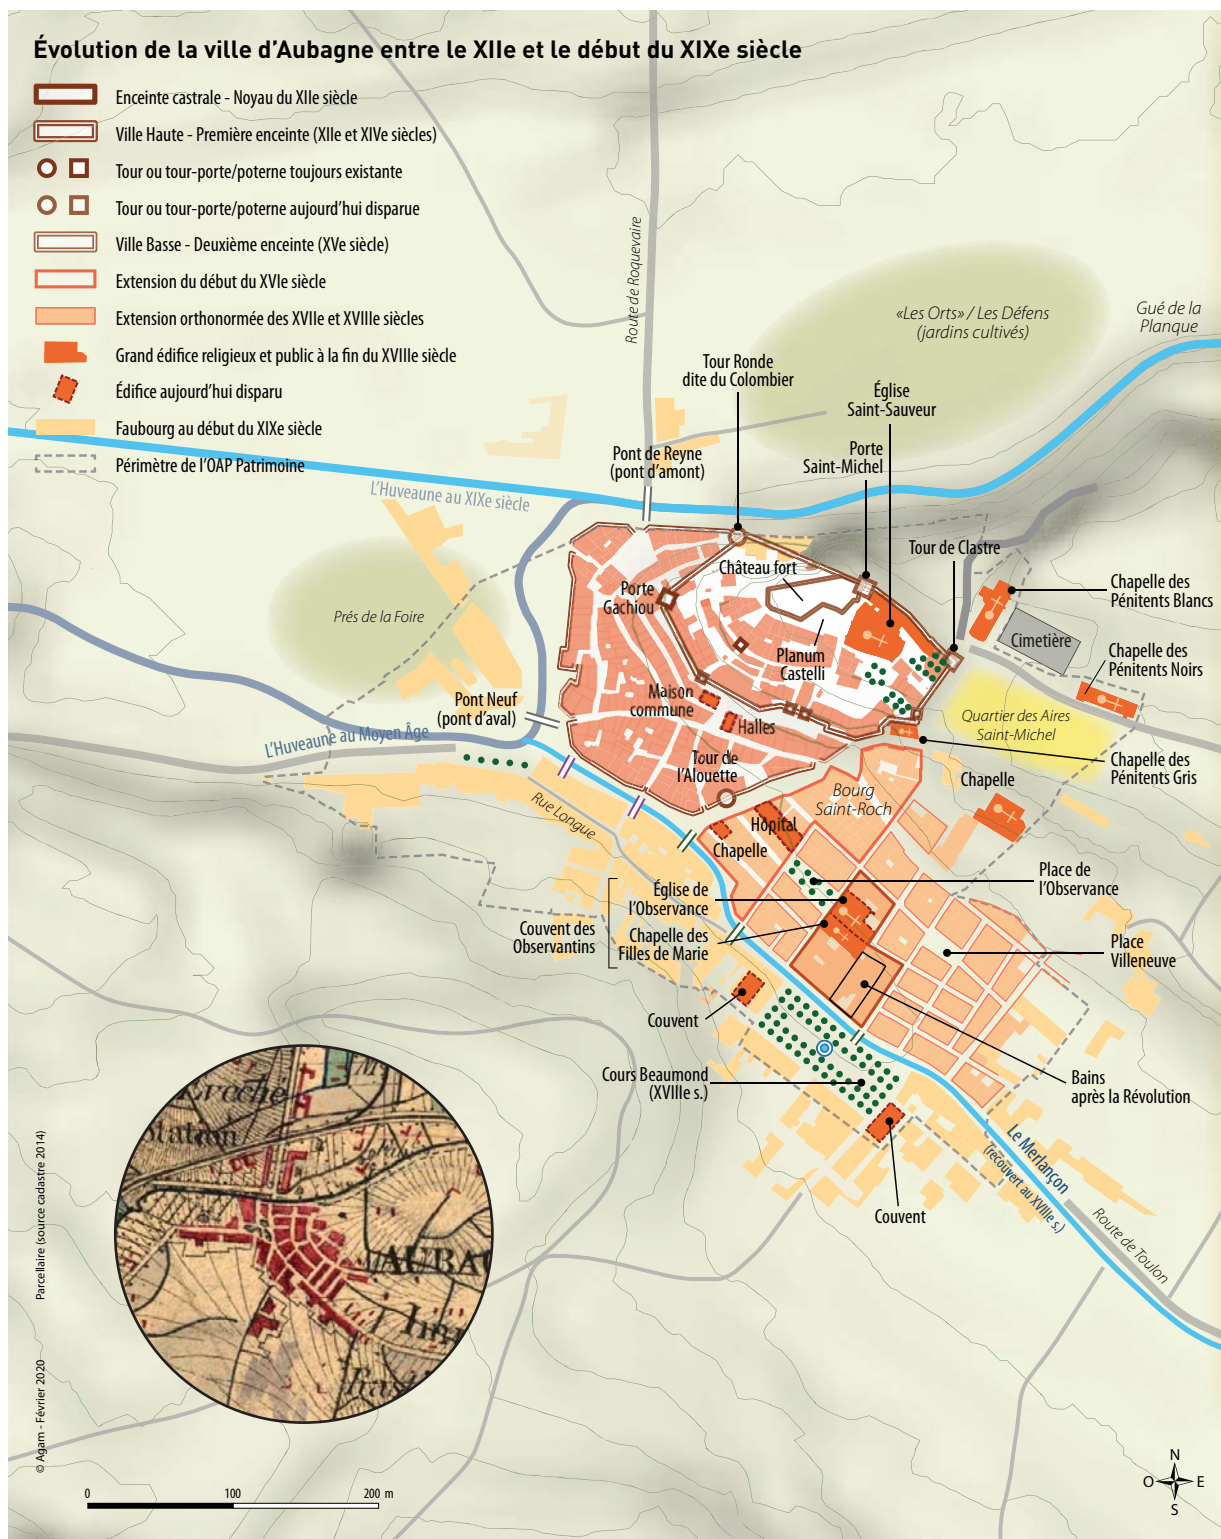 Évolution de la ville d'Aubagne entre le XIIe et le début du XIXe siècle
Enceinte castrale - Noyau du XIIe siècle
Ville Haute - Première enceinte (XIIe et XIVe siècles)
Tour ou tour-porte/poterne toujours existante
Tour ou tour-porte/poterne aujourd'hui disparue
Ville Basse - Deuxième enceinte (XVe siècle)
Extension du début du XVIe siècle
Extension orthonormée des XVIIe et XVIIIe siècles
Grand édifice religieux et public à la fin du XVIIIe siècle
Édifice aujourd'hui disparu
Faubourg au début du XIXe siècle
Périmètre de l'OAP Patrimoine
Route de Roquevaire
«Les Orts» / Les Défens
(jardins cultivés)
Gué de la
Planque
Tour Ronde
dite du Colombier
Église
Saint-Sauveur
Porte
Saint-Michel
Pont de Reyne
(pont d'amont)
L'Huveaune au XIXe siècle
Tour de Clastre
Château fort
Chapelle des
Pénitents Blancs
Porte
Gachiou
Prés de la Foire
Cimetière
Planum
Castelli
Chapelle des
Pénitents Noirs
Maison
commune
Pont Neuf
(pont d'aval)
Halles
Quartier des Aires
Saint-Michel
L'Huveaune au Moyen Âge
Tour de
l'Alouette
Chapelle des
Pénitents Gris
Chapelle
Bourg
Saint-Roch
Rue Longue
Hôpital
Chapelle
Place de
l'Observance
Église de
l'Observance
Couvent des
Observantins
Chapelle des
Filles de Marie
Place
Villeneuve
Couvent
Cours Beaumond
(XVIIIe s.)
Bains
après la Révolution
Le Merlançon
(recouvert au XVIIIe s.)
Couvent
Route de Toulon
Evêché
Station
AUBA
Im
Ras
Parcellaire (source cadastre 2014)
© Agam - Février 2020
0 100 200 m
N
O E
S